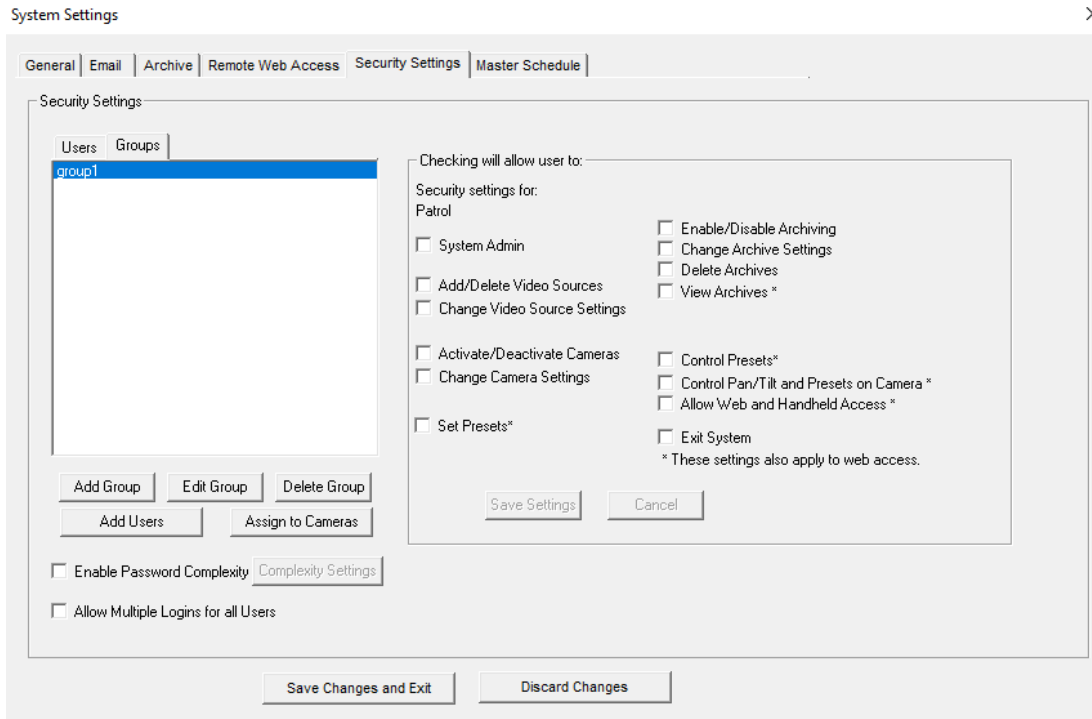 System Settings
General Email Archive Remote Web Access Security Settings Master Schedule
Security Settings
Users Groups
group1
Add Group Edit Group Delete Group
Add Users Assign to Cameras
Enable Password Complexity Complexity Settings
Allow Multiple Logins for all Users
Checking will allow user to:
Security settings for:
Patrol
System Admin
Add/Delete Video Sources
Change Video Source Settings
Activate/Deactivate Cameras
Change Camera Settings
Set Presets*
Enable/Disable Archiving
Change Archive Settings
Delete Archives
View Archives *
Control Presets*
Control Pan/Tilt and Presets on Camera *
Allow Web and Handheld Access *
Exit System
* These settings also apply to web access.
Save Settings Cancel
Save Changes and Exit Discard Changes